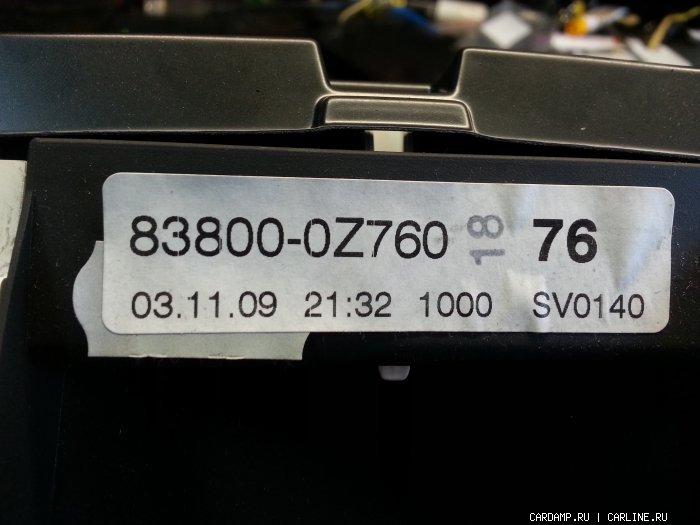 83800-0Z760 18 76
03.11.09 21:32 1000 SV0140
CARDAMP.RU | CARLINE.RU